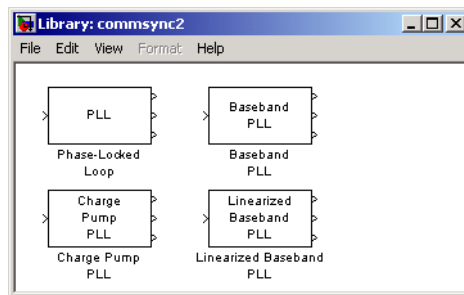 Library: commsync2
File Edit View Format Help
PLL
Phase-Locked
Loop
Baseband
PLL
Baseband
PLL
Charge
Pump
PLL
Charge Pump
PLL
Linearized
Baseband
PLL
Linearized Baseband
PLL